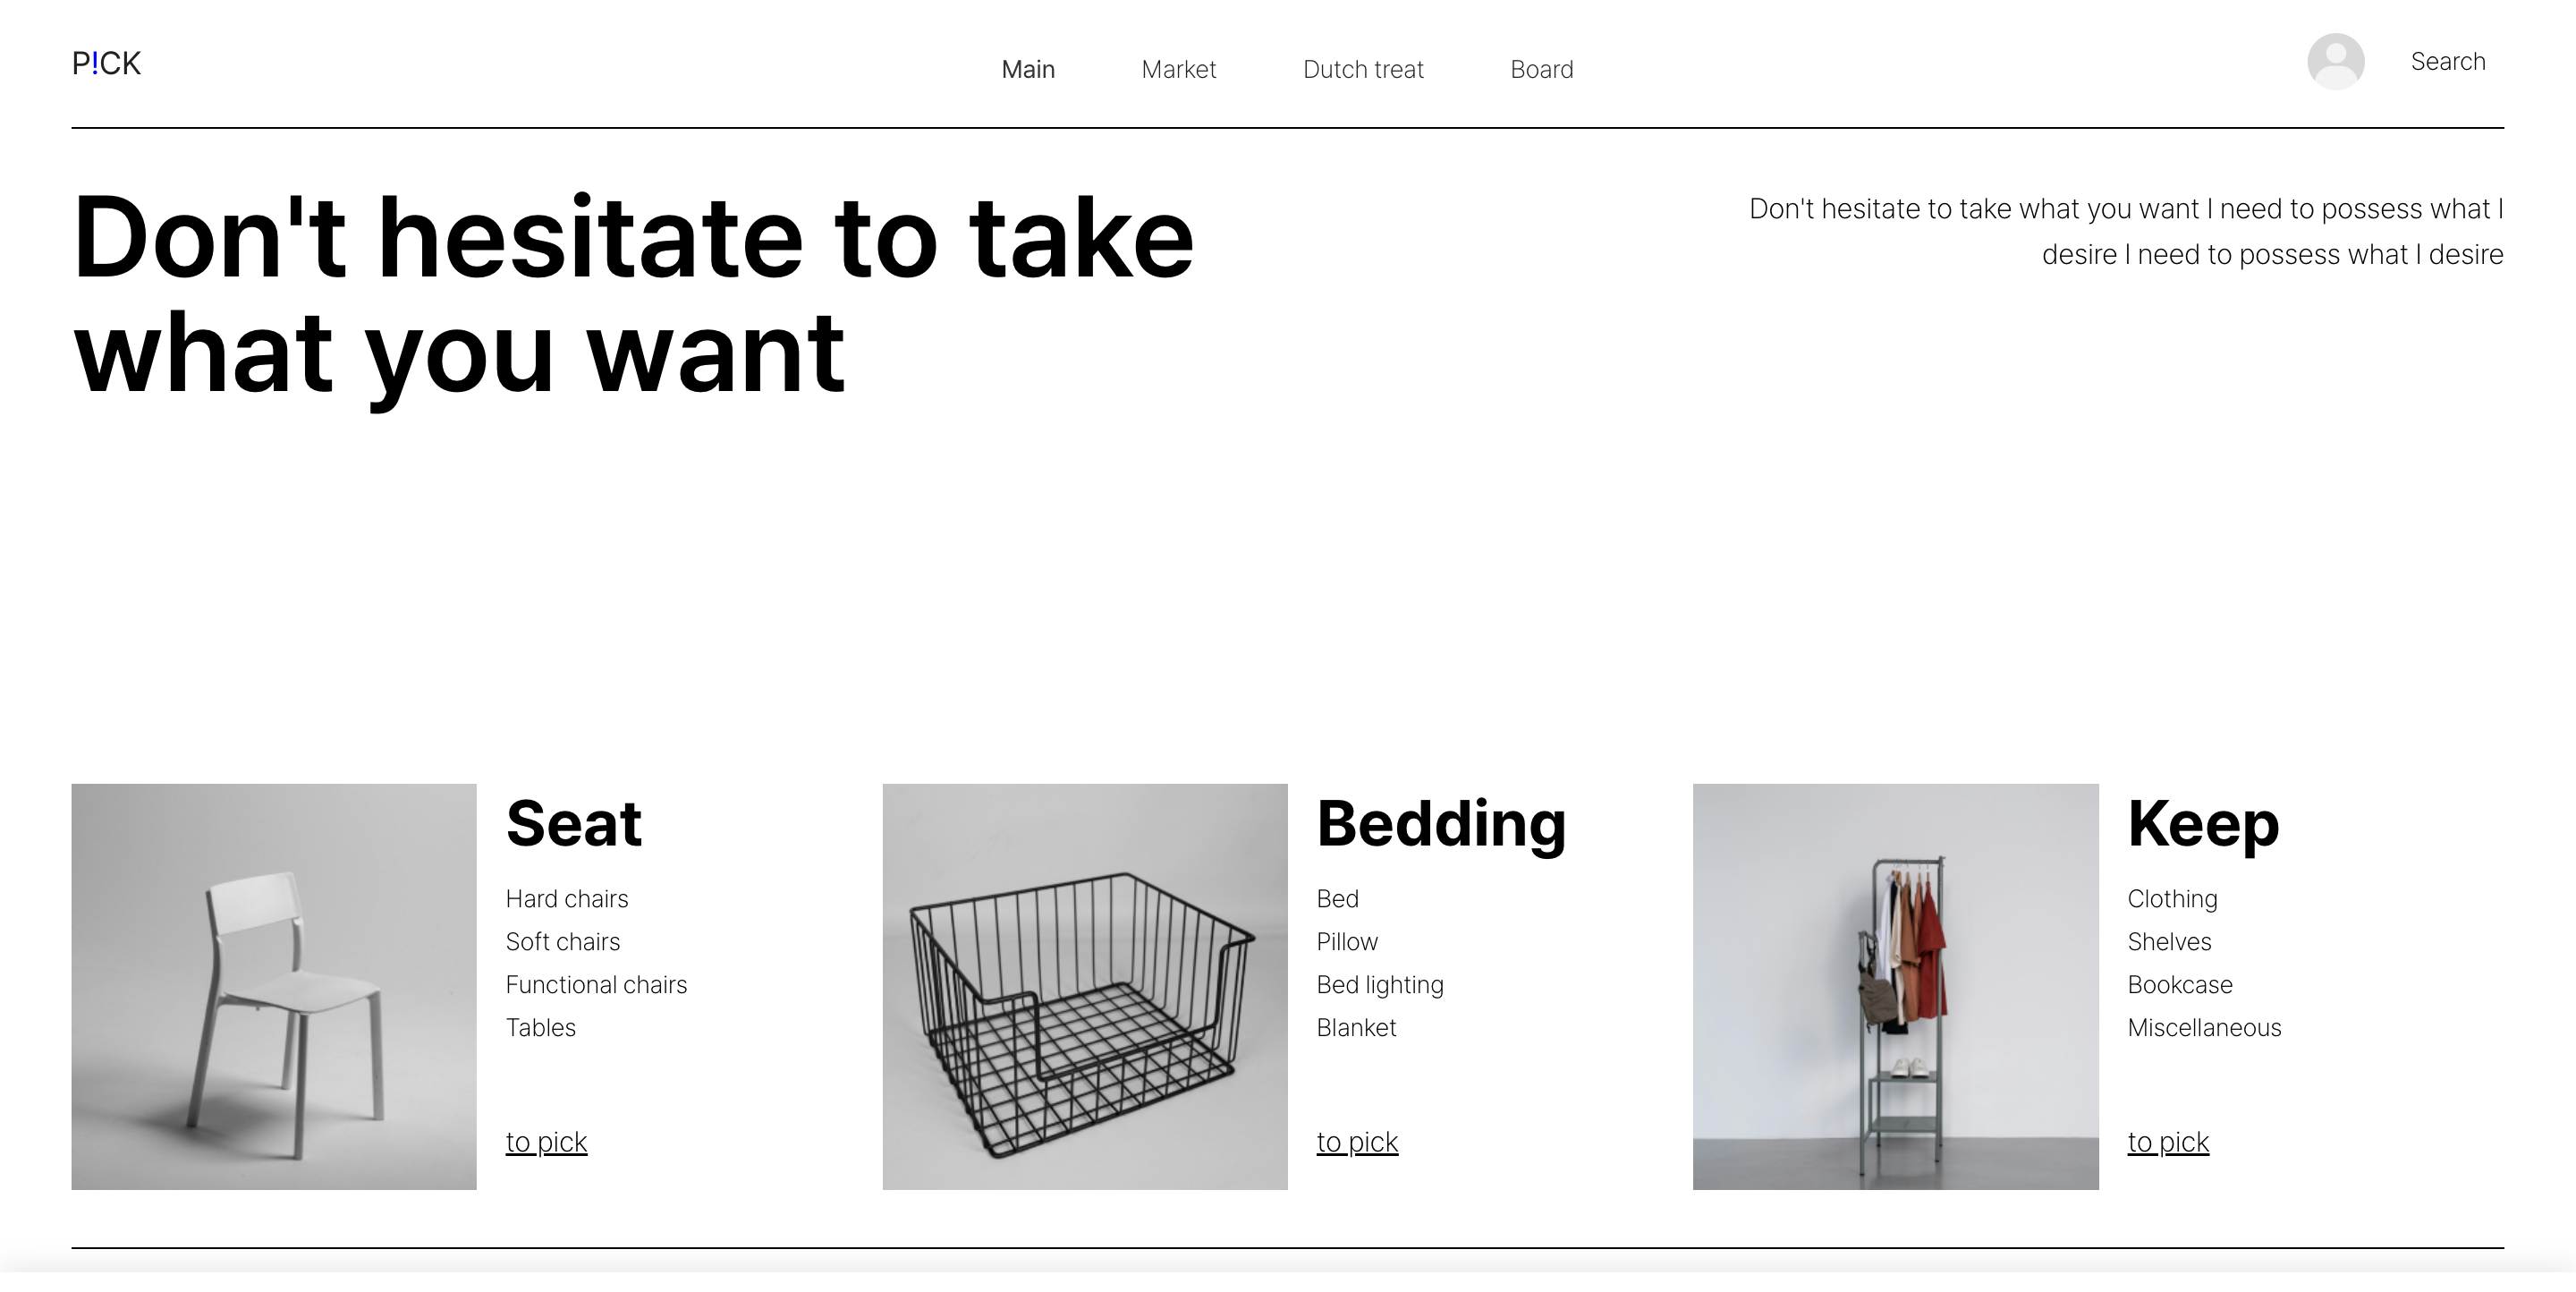 P!CK
Main
Market
Dutch treat
Board
Search
Don't hesitate to take
what you want
Don't hesitate to take what you want I need to possess what I
desire I need to possess what I desire
Seat
Hard chairs
Soft chairs
Functional chairs
Tables
to pick
Bedding
Bed
Pillow
Bed lighting
Blanket
to pick
Keep
Clothing
Shelves
Bookcase
Miscellaneous
to pick